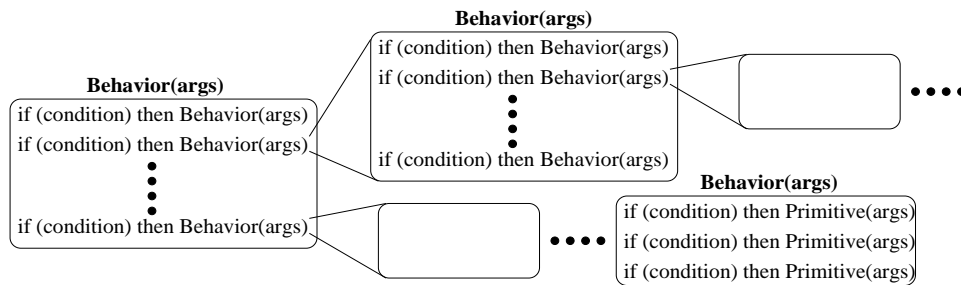 Behavior(args)
if (condition) then Behavior(args)
if (condition) then Behavior(args)
if (condition) then Behavior(args)
Behavior(args)
if (condition) then Behavior(args)
if (condition) then Behavior(args)
if (condition) then Behavior(args)
Behavior(args)
if (condition) then Primitive(args)
if (condition) then Primitive(args)
if (condition) then Primitive(args)